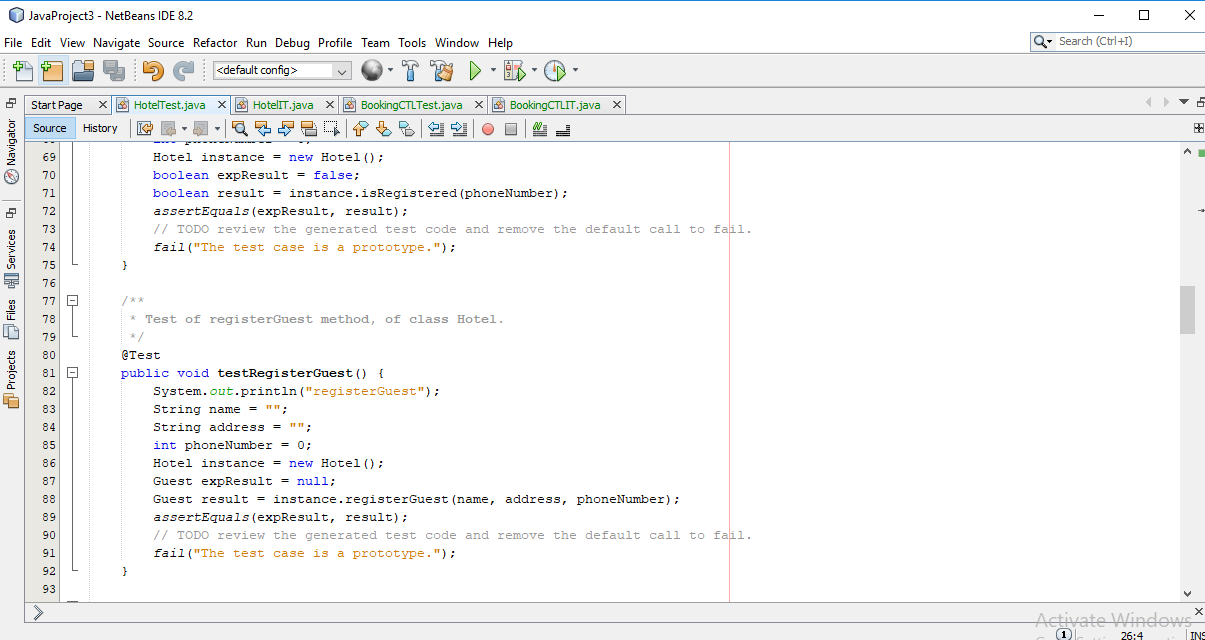 JavaProject3 - NetBeans IDE 8.2
File Edit View Navigate Source Refactor Run Debug Profile Team Tools Window Help
Search (Ctrl+I)
<default config>
Start Page HotelTest.java HotelIT.java BookingCTLTest.java BookingCTLIT.java
Source History
Navigator
Services
Files
Projects
69 Hotel instance = new Hotel();
70 boolean expResult = false;
71 boolean result = instance.isRegistered(phoneNumber);
72 assertEquals(expResult, result);
73 // TODO review the generated test code and remove the default call to fail.
74 fail("The test case is a prototype.");
75 }
76
77 /**
78 * Test of registerGuest method, of class Hotel.
79 */
80 @Test
81 public void testRegisterGuest() {
82 System.out.println("registerGuest");
83 String name = "";
84 String address = "";
85 int phoneNumber = 0;
86 Hotel instance = new Hotel();
87 Guest expResult = null;
88 Guest result = instance.registerGuest(name, address, phoneNumber);
89 assertEquals(expResult, result);
90 // TODO review the generated test code and remove the default call to fail.
91 fail("The test case is a prototype.");
92 }
93
Activate Windows
1 26:4 INS